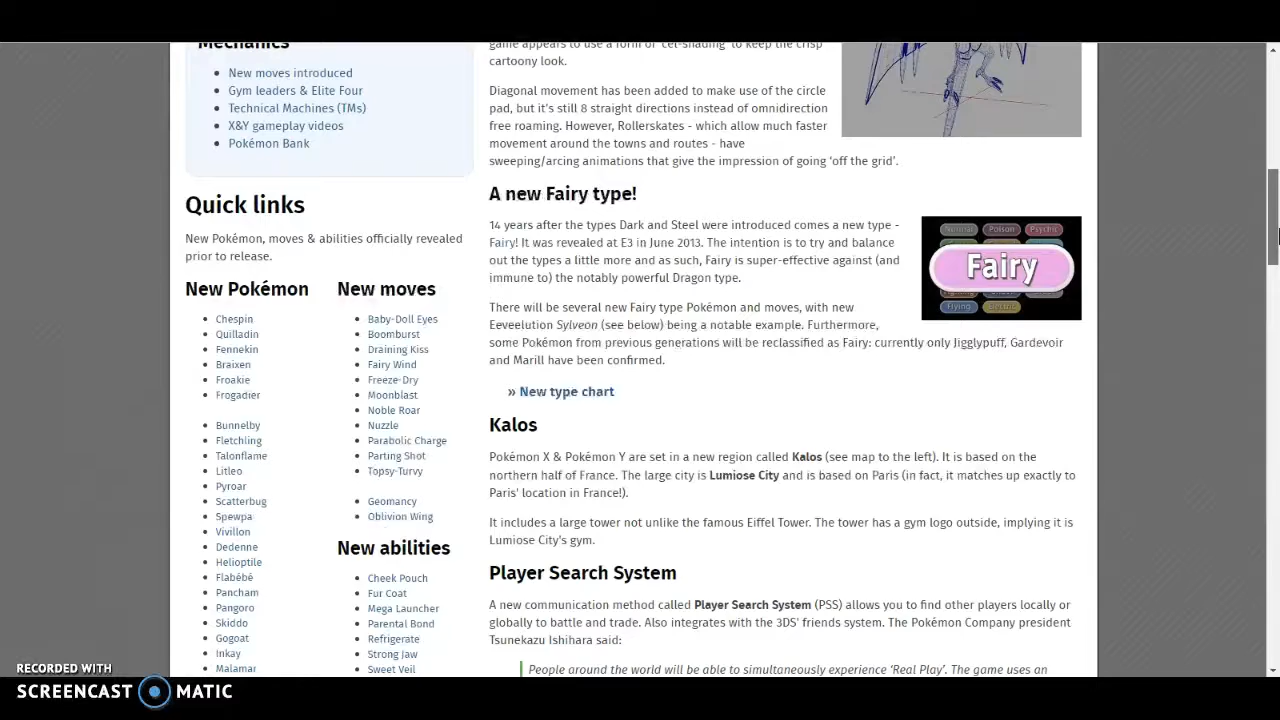 Mechanics
New moves introduced
Gym leaders & Elite Four
Technical Machines (TMs)
X&Y gameplay videos
Pokémon Bank
Quick links
New Pokémon, moves & abilities officially revealed
prior to release.
New Pokémon
Chespin
Quilladin
Fennekin
Braixen
Froakie
Frogadier
Bunnelby
Fletchling
Talonflame
Litleo
Pyroar
Scatterbug
Spewpa
Vivillon
Dedenne
Helioptile
Flabébé
Pancham
Pangoro
Skiddo
Gogoat
Inkay
Malamar
New moves
Baby-Doll Eyes
Boomburst
Draining Kiss
Fairy Wind
Freeze-Dry
Moonblast
Noble Roar
Nuzzle
Parabolic Charge
Parting Shot
Topsy-Turvy
Geomancy
Oblivion Wing
New abilities
Cheek Pouch
Fur Coat
Mega Launcher
Parental Bond
Refrigerate
Strong Jaw
Sweet Veil
game appears to use a form of 'cel-shading' to keep the crisp
cartoony look.
Diagonal movement has been added to make use of the circle
pad, but it's still 8 straight directions instead of omnidirection
free roaming. However, Rollerskates - which allow much faster
movement around the towns and routes - have
sweeping/arcing animations that give the impression of going 'off the grid'.
A new Fairy type!
14 years after the types Dark and Steel were introduced comes a new type -
Fairy! It was revealed at E3 in June 2013. The intention is to try and balance
out the types a little more and as such, Fairy is super-effective against (and
immune to) the notably powerful Dragon type.
Normal Poison Psychic
Fairy
Flying Electric
There will be several new Fairy type Pokémon and moves, with new
Eeveelution Sylveon (see below) being a notable example. Furthermore,
some Pokémon from previous generations will be reclassified as Fairy: currently only Jigglypuff, Gardevoir
and Marill have been confirmed.
» New type chart
Kalos
Pokémon X & Pokémon Y are set in a new region called Kalos (see map to the left). It is based on the
northern half of France. The large city is Lumiose City and is based on Paris (in fact, it matches up exactly to
Paris' location in France!).
It includes a large tower not unlike the famous Eiffel Tower. The tower has a gym logo outside, implying it is
Lumiose City's gym.
Player Search System
A new communication method called Player Search System (PSS) allows you to find other players locally or
globally to battle and trade. Also integrates with the 3DS' friends system. The Pokémon Company president
Tsunekazu Ishihara said:
People around the world will be able to simultaneously experience 'Real Play'. The game uses an
RECORDED WITH
SCREENCAST MATIC